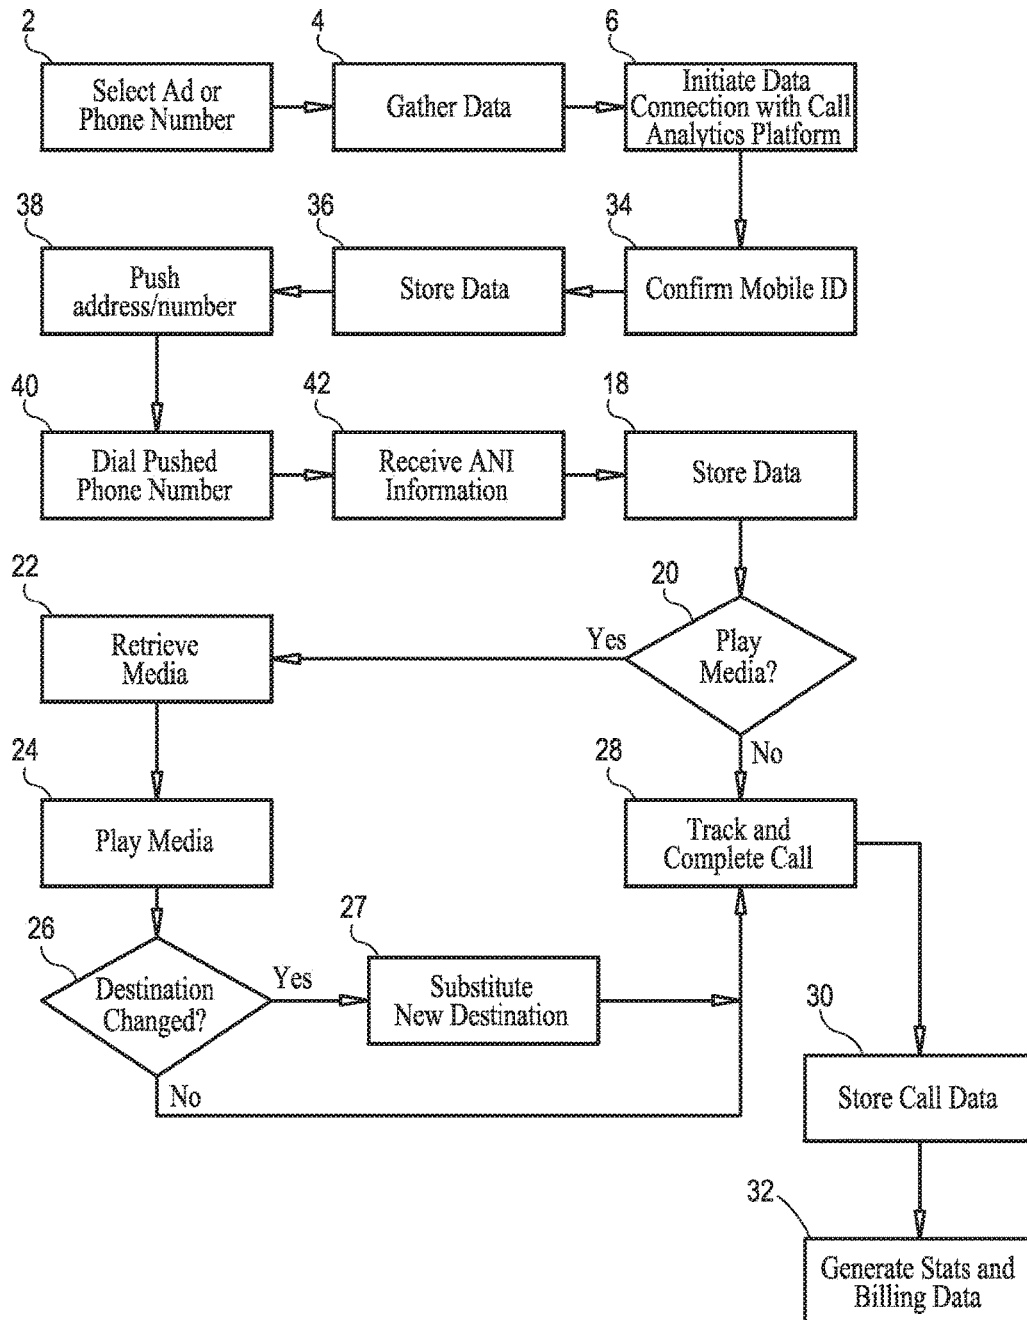 2
4
6
Select Ad or
Phone Number
Gather Data
Initiate Data
Connection with Call
Analytics Platform
38
36
34
Push
address/number
Store Data
Confirm Mobile ID
40
42
18
Dial Pushed
Phone Number
Receive ANI
Information
Store Data
22
20
Retrieve
Media
Yes
Play
Media?
No
24
28
Play Media
Track and
Complete Call
26
27
Destination
Changed?
Yes
Substitute
New Destination
No
30
Store Call Data
32
Generate Stats and
Billing Data